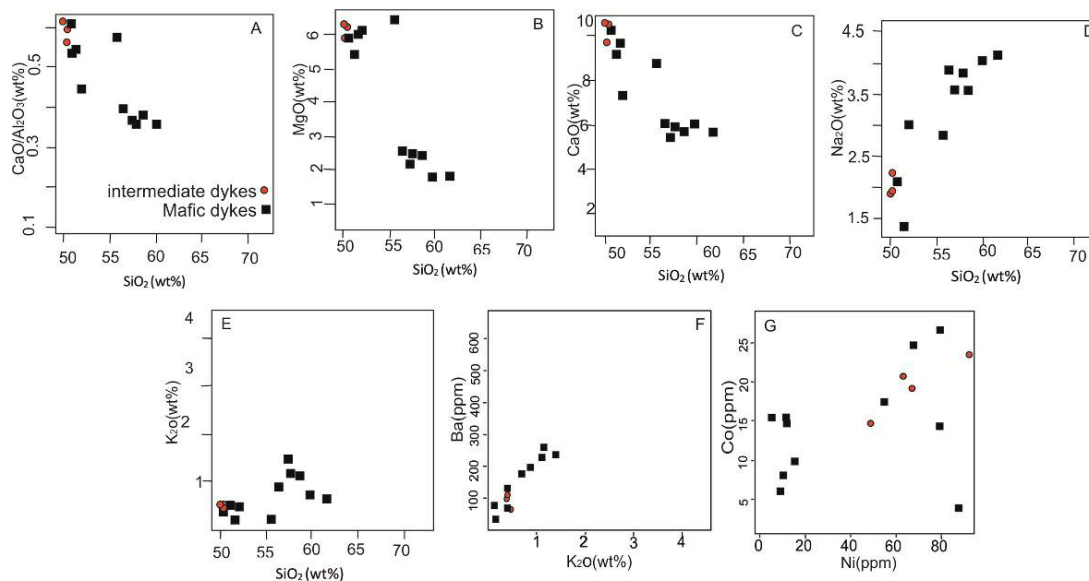 A
CaO/Al₂O₃(wt%)
0.5
0.3
0.1
intermediate dykes
Mafic dykes
50 55 60 65 70
SiO₂(wt%)
B
MgO(wt%)
6
5
4
3
2
1
50 55 60 65 70
SiO₂(wt%)
C
CaO(wt%)
10
8
6
4
2
50 55 60 65 70
SiO₂(wt%)
D
Na₂O(wt%)
4.5
3.5
2.5
1.5
50 55 60 65 70
SiO₂(wt%)
E
K₂o(wt%)
4
3
2
1
50 55 60 65 70
SiO₂(wt%)
F
Ba(ppm)
600
500
400
300
200
100
1 2 3 4
K₂o(wt%)
G
Co(ppm)
25
20
15
10
5
0 20 40 60 80
Ni(ppm)